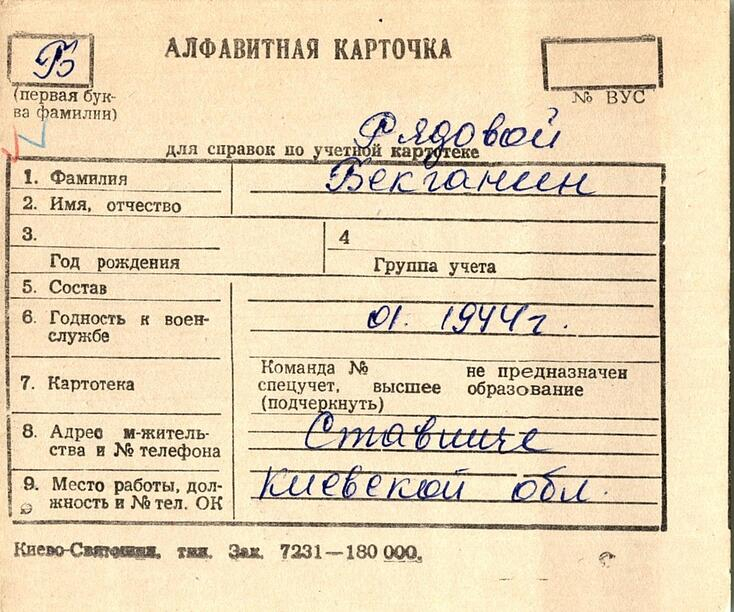 Б
АЛФАВИТНАЯ КАРТОЧКА
(первая бук-
ва фамилии)
№ ВУС
Рядовой
для справок по учетной картотеке
1. Фамилия
Бекганин
2. Имя, отчество
3.
Год рождения
4
Группа учета
5. Состав
6. Годность к воен-
службе
01. 1944г.
7. Картотека
Команда № не предназначен
спецучет, высшее образование
(подчеркнуть)
8. Адрес м-житель-
ства и № телефона
Ставище
9. Место работы, дол-
жность и № тел. ОК
Киевской обл.
Киево-Святошин. тип. Зак. 7231—180 000.